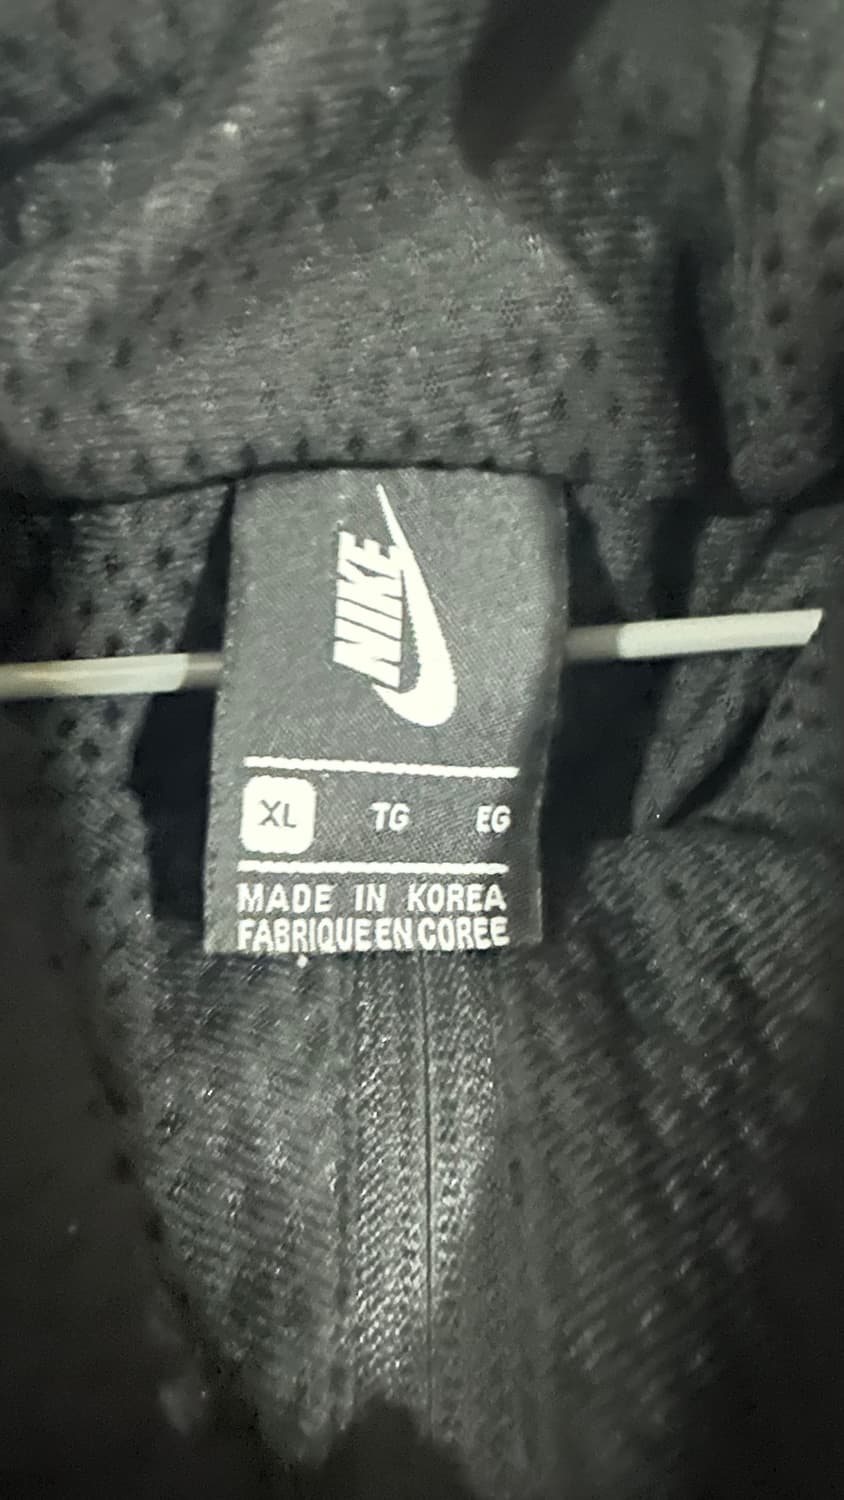 NIKE
XL TG EG
MADE IN KOREA
FABRIQUE EN COREE